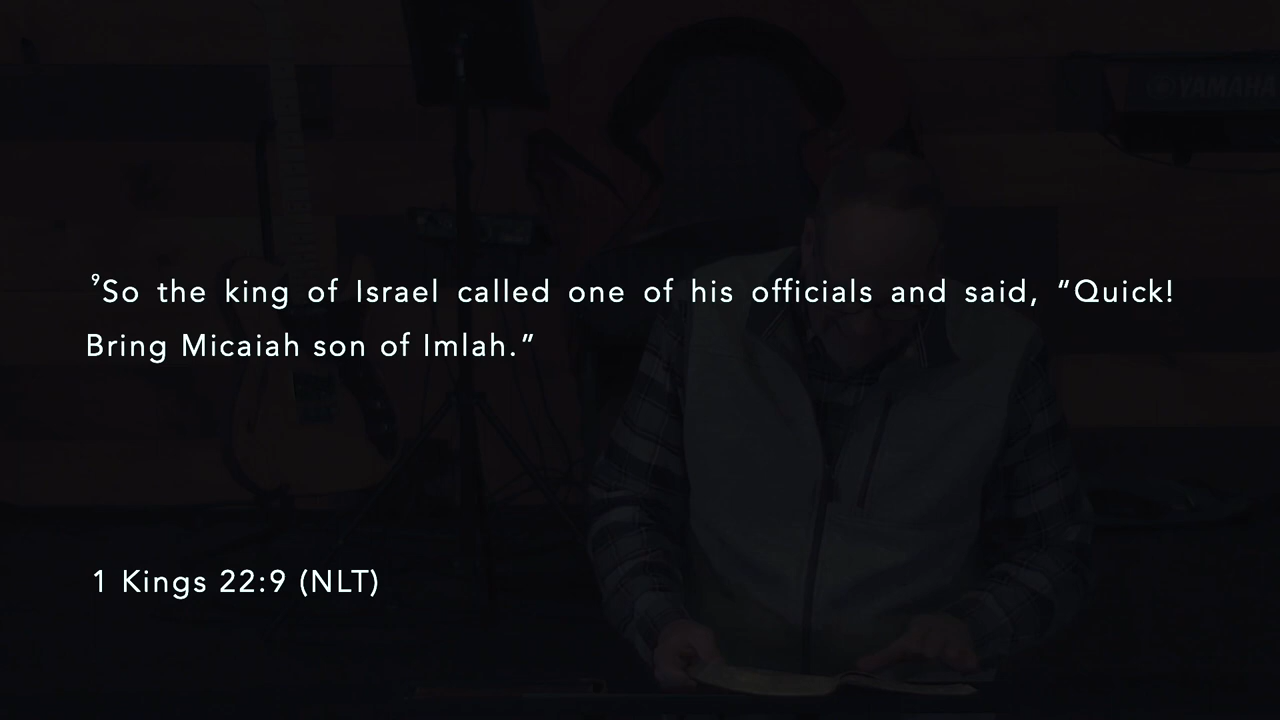 YAMAHA
⁹So the king of Israel called one of his officials and said, “Quick!
Bring Micaiah son of Imlah.”
1 Kings 22:9 (NLT)